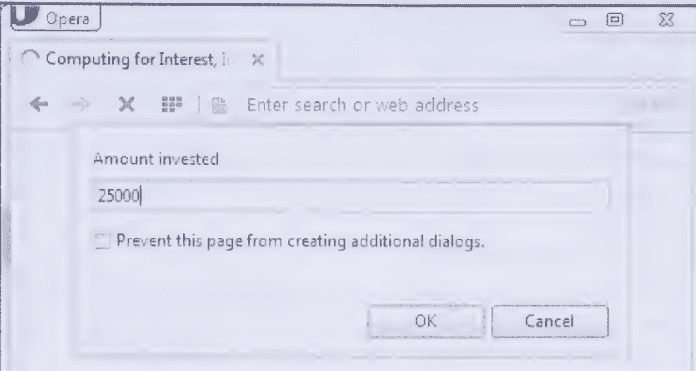 Opera
Computing for Interest, I
Enter search or web address
Amount invested
25000
Prevent this page from creating additional dialogs.
OK
Cancel